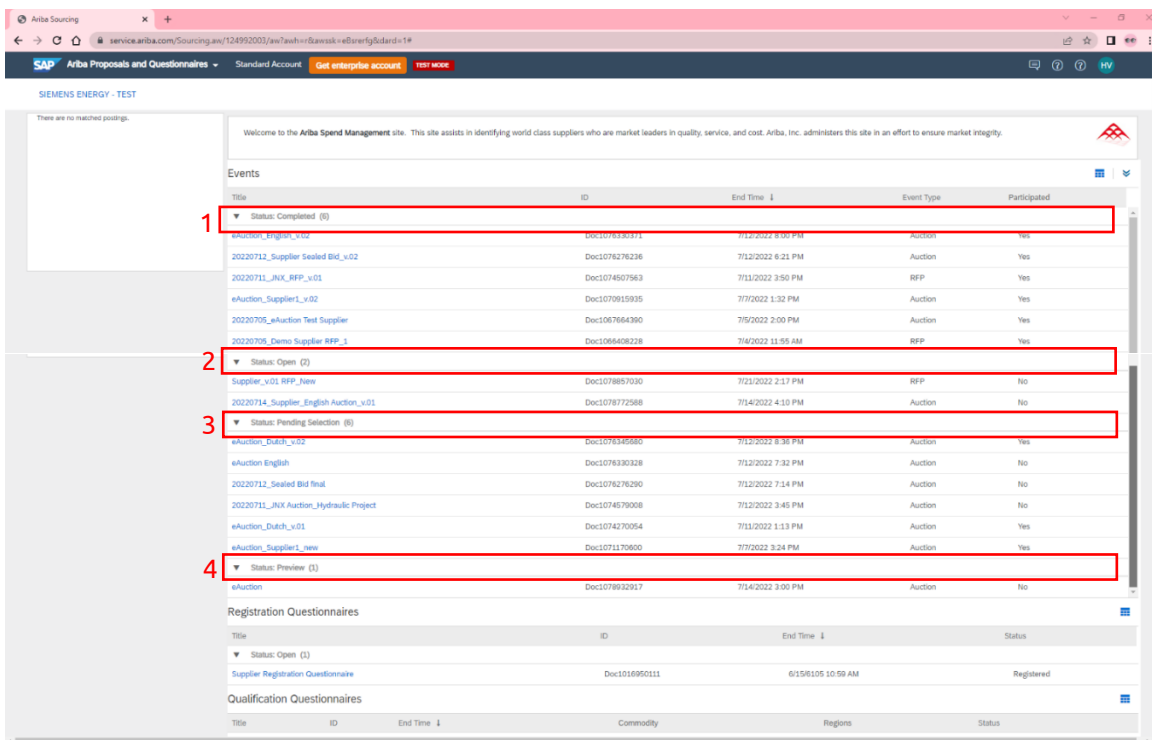 Ariba Sourcing
service.ariba.com/Sourcing.aw/124992003/aw?awh=r&awssk=eBsrerfg&dard=1#
SAP Ariba Proposals and Questionnaires Standard Account Get enterprise account TEST MODE HV
SIEMENS ENERGY - TEST
There are no matched postings.
Welcome to the Ariba Spend Management site. This site assists in identifying world class suppliers who are market leaders in quality, service, and cost. Ariba, Inc. administers this site in an effort to ensure market integrity.
Events
Title ID End Time ↓ Event Type Participated
1 ▼ Status: Completed (6)
eAuction_English_v.02 Doc1076330371 7/12/2022 8:00 PM Auction Yes
20220712_Supplier Sealed Bid_v.02 Doc1076276236 7/12/2022 6:21 PM Auction Yes
20220711_JNX_RFP_v.01 Doc1074507563 7/11/2022 3:50 PM RFP Yes
eAuction_Supplier1_v.02 Doc1070915935 7/7/2022 1:32 PM Auction Yes
20220705_eAuction Test Supplier Doc1067664390 7/5/2022 2:00 PM Auction Yes
20220705_Demo Supplier RFP_1 Doc1066408228 7/4/2022 11:55 AM RFP Yes
2 ▼ Status: Open (2)
Supplier_v.01 RFP_New Doc1078857030 7/21/2022 2:17 PM RFP No
20220714_Supplier_English Auction_v.01 Doc1078772588 7/14/2022 4:10 PM Auction No
3 ▼ Status: Pending Selection (6)
eAuction_Dutch_v.02 Doc1076345680 7/12/2022 8:36 PM Auction Yes
eAuction English Doc1076330328 7/12/2022 7:32 PM Auction No
20220712_Sealed Bid final Doc1076276290 7/12/2022 7:14 PM Auction No
20220711_JNX Auction_Hydraulic Project Doc1074579008 7/12/2022 3:45 PM Auction No
eAuction_Dutch_v.01 Doc1074270054 7/11/2022 1:13 PM Auction Yes
eAuction_Supplier1_new Doc1071170600 7/7/2022 3:24 PM Auction Yes
4 ▼ Status: Preview (1)
eAuction Doc1078932917 7/14/2022 3:00 PM Auction No
Registration Questionnaires
Title ID End Time ↓ Status
▼ Status: Open (1)
Supplier Registration Questionnaire Doc1016950111 6/15/6105 10:59 AM Registered
Qualification Questionnaires
Title ID End Time ↓ Commodity Regions Status